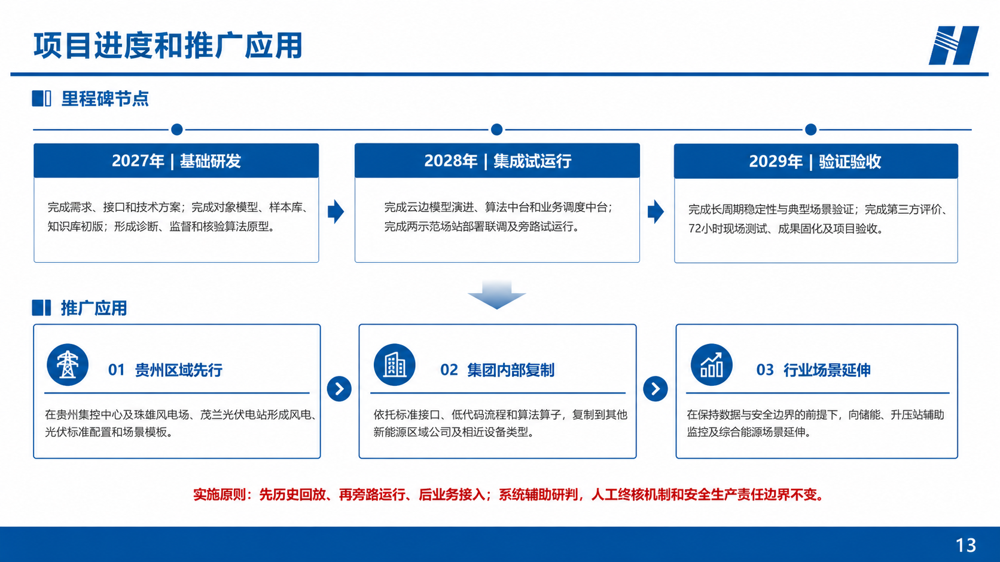 项目进度和推广应用
里程碑节点
2027年 | 基础研发
完成需求、接口和技术方案；完成对象模型、样本库、
知识库初版；形成诊断、监督和核验算法原型。
2028年 | 集成试运行
完成云边模型演进、算法中台和业务调度中台；
完成两示范场站部署联调及旁路试运行。
2029年 | 验证验收
完成长周期稳定性与典型场景验证；完成第三方评价、
72小时现场测试、成果固化及项目验收。
推广应用
01 贵州区域先行
在贵州集控中心及珠雄风电场、茂兰光伏电站形成风电、
光伏标准配置和场景模板。
02 集团内部复制
依托标准接口、低代码流程和算法算子，复制到其他
新能源区域公司及相近设备类型。
03 行业场景延伸
在保持数据与安全边界的前提下，向储能、升压站辅助
监控及综合能源场景延伸。
实施原则：先历史回放、再旁路运行、后业务接入；系统辅助研判，人工终核机制和安全生产责任边界不变。
13